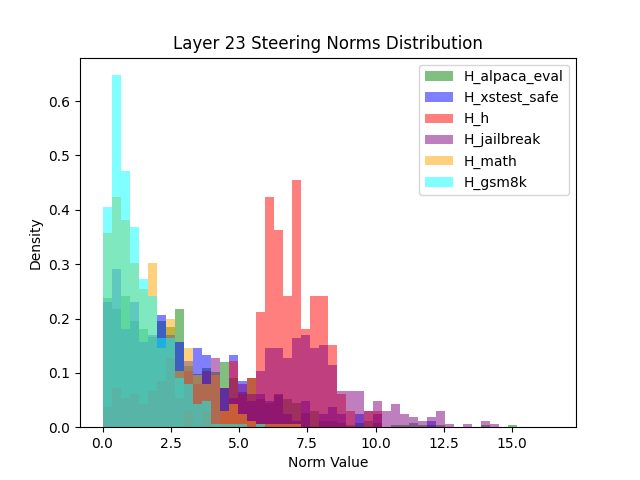 Layer 23 Steering Norms Distribution
H_alpaca_eval
H_xstest_safe
H_h
H_jailbreak
H_math
H_gsm8k
Density
0.6
0.5
0.4
0.3
0.2
0.1
0.0
0.0 2.5 5.0 7.5 10.0 12.5 15.0
Norm Value